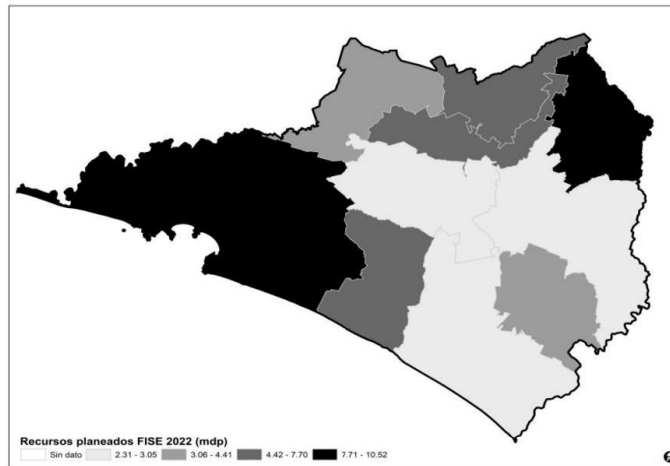 Recursos planeados FISE 2022 (mdp)
Sin dato 2.31 - 3.05 3.06 - 4.41 4.42 - 7.70 7.71 - 10.52